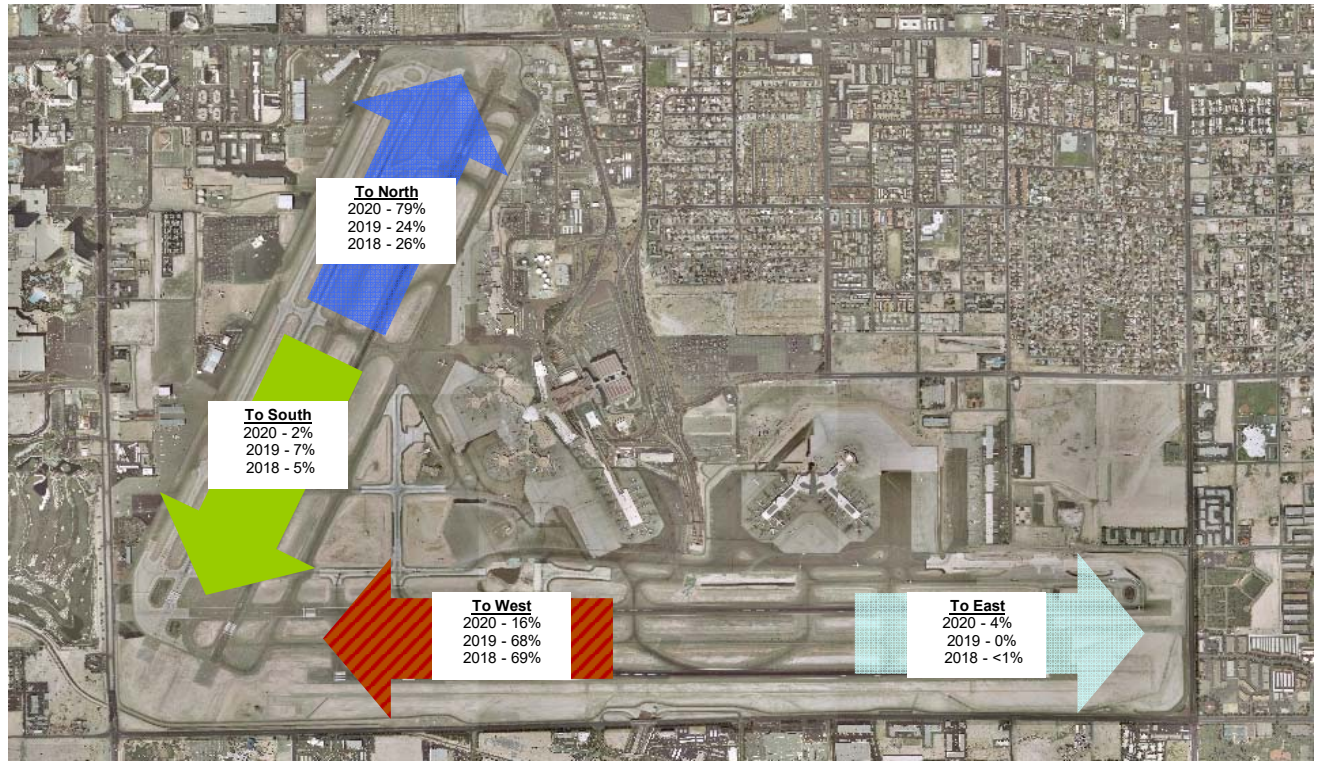 To North
2020 - 79%
2019 - 24%
2018 - 26%
To South
2020 - 2%
2019 - 7%
2018 - 5%
To West
2020 - 16%
2019 - 68%
2018 - 69%
To East
2020 - 4%
2019 - 0%
2018 - <1%